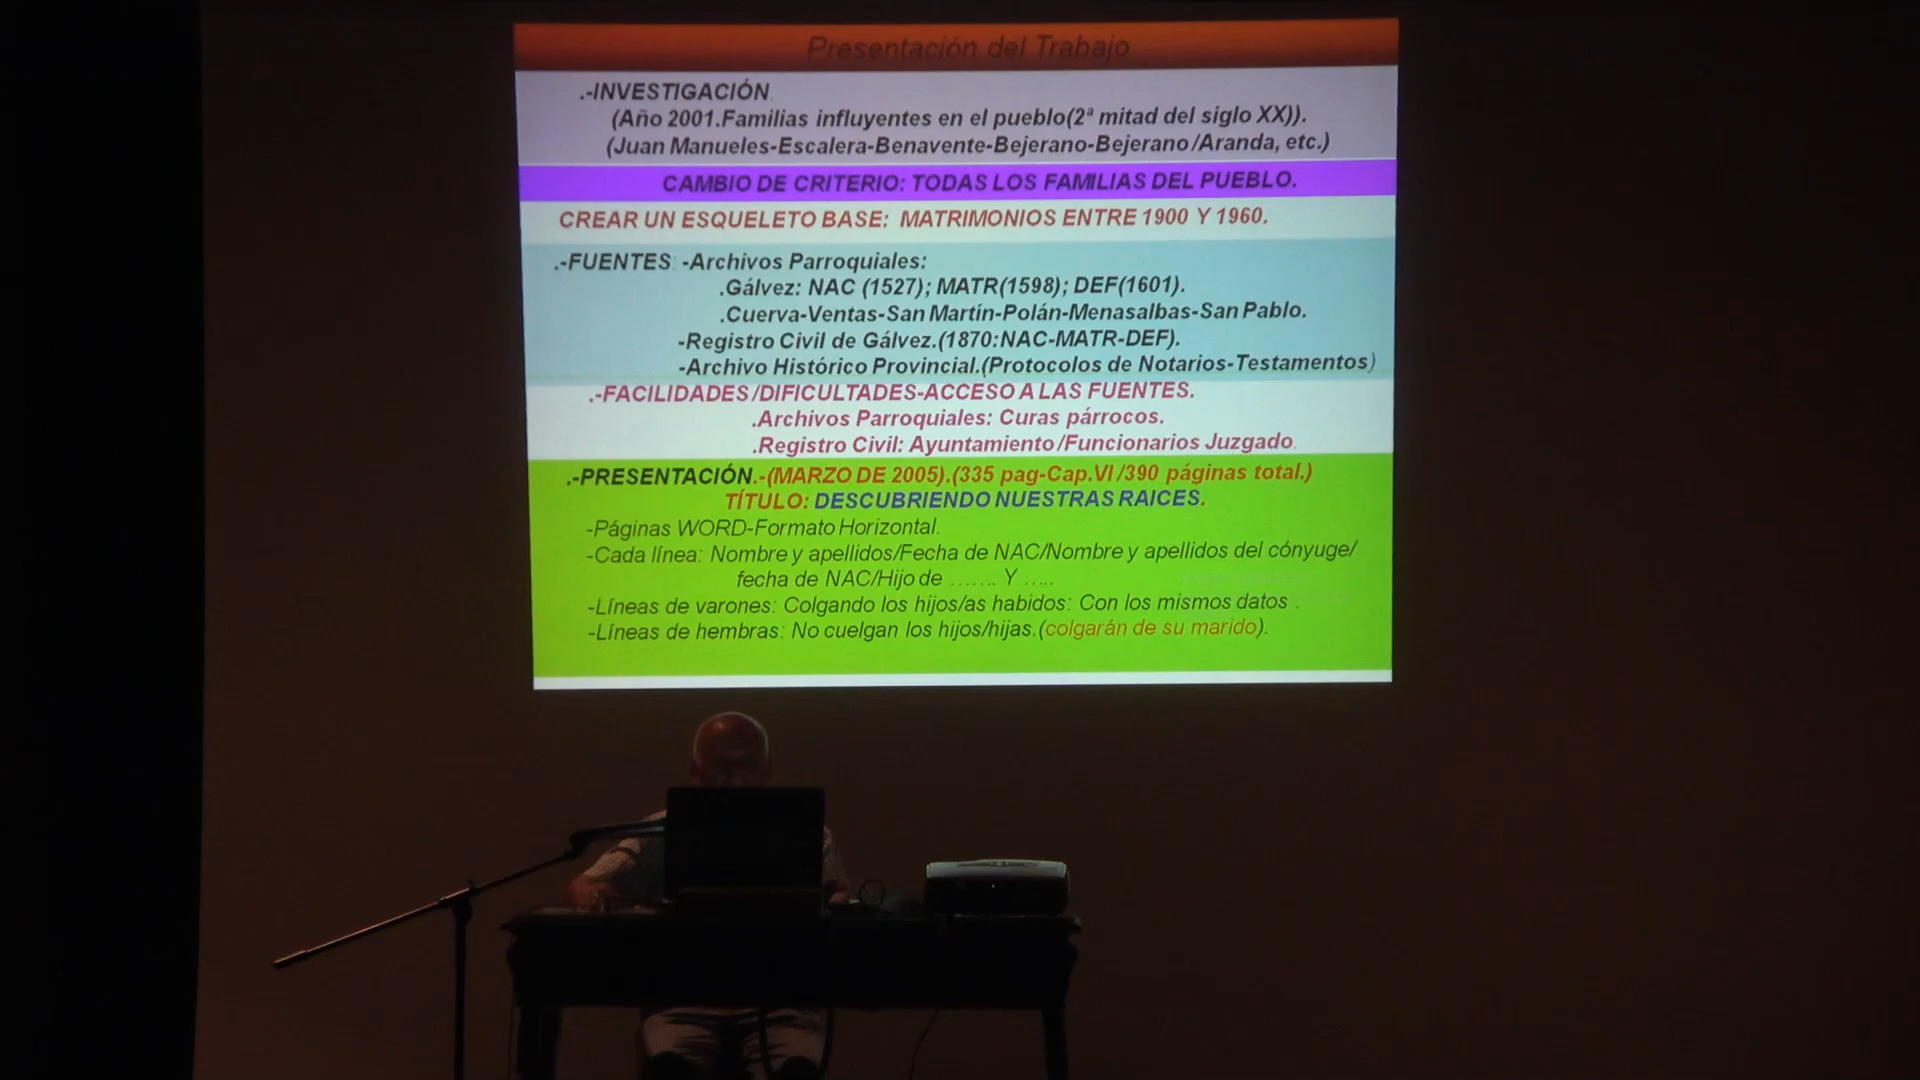 Presentación del Trabajo
.-INVESTIGACIÓN.
(Año 2001.Familias influyentes en el pueblo(2ª mitad del siglo XX)).
(Juan Manueles-Escalera-Benavente-Bejerano-Bejerano/Aranda, etc.)
CAMBIO DE CRITERIO: TODAS LOS FAMILIAS DEL PUEBLO.
CREAR UN ESQUELETO BASE: MATRIMONIOS ENTRE 1900 Y 1960.
.-FUENTES: -Archivos Parroquiales:
.Gálvez: NAC (1527); MATR(1598); DEF(1601).
.Cuerva-Ventas-San Martín-Polán-Menasalbas-San Pablo.
-Registro Civil de Gálvez.(1870:NAC-MATR-DEF).
-Archivo Histórico Provincial.(Protocolos de Notarios-Testamentos)
.-FACILIDADES/DIFICULTADES-ACCESO A LAS FUENTES.
.Archivos Parroquiales: Curas párrocos.
.Registro Civil: Ayuntamiento/Funcionarios Juzgado.
.-PRESENTACIÓN.-(MARZO DE 2005).(335 pag-Cap.VI/390 páginas total.)
TÍTULO: DESCUBRIENDO NUESTRAS RAICES.
-Páginas WORD-Formato Horizontal.
-Cada línea: Nombre y apellidos/Fecha de NAC/Nombre y apellidos del cónyuge/
fecha de NAC/Hijo de ……. Y …..
-Líneas de varones: Colgando los hijos/as habidos: Con los mismos datos .
-Líneas de hembras: No cuelgan los hijos/hijas.(colgarán de su marido).